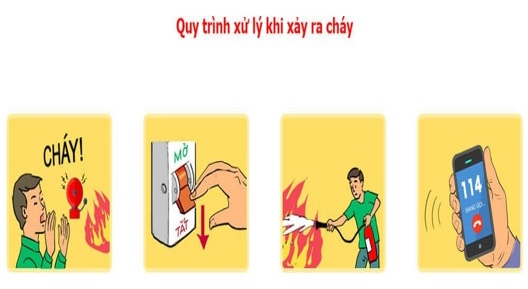 Quy trình xử lý khi xảy ra cháy
CHÁY!
MỞ
TẮT
114